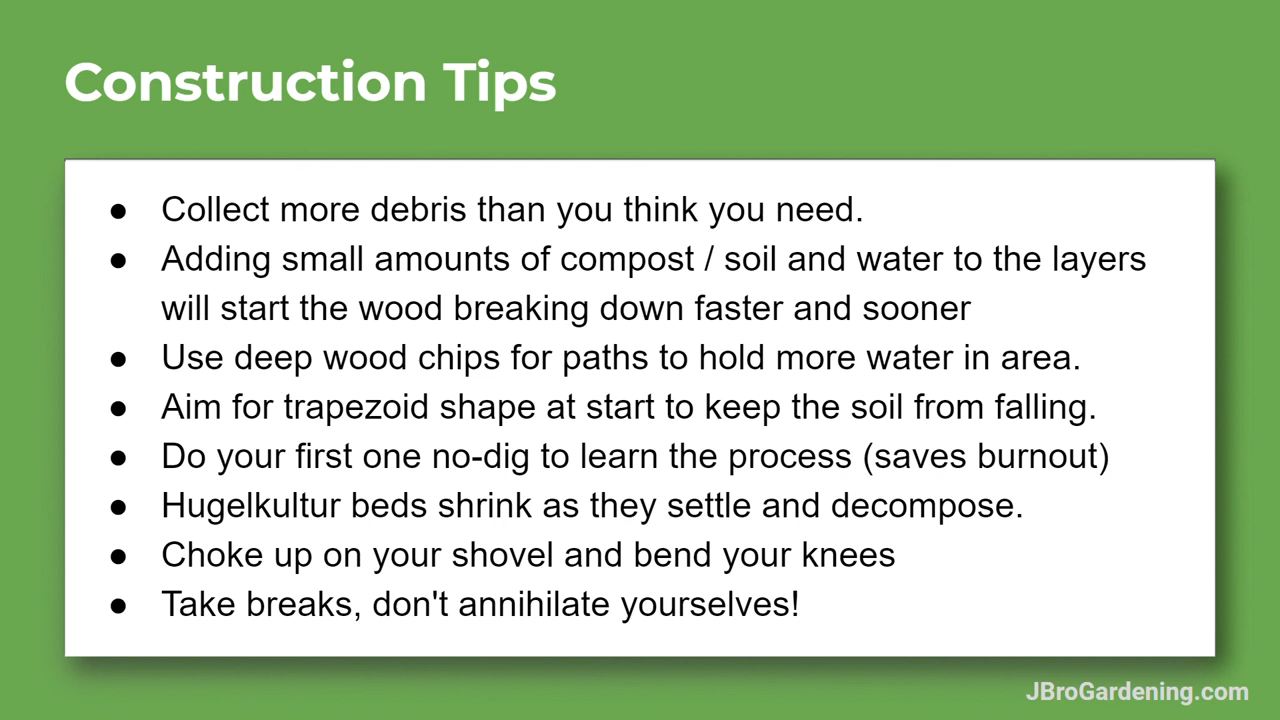 Construction Tips
● Collect more debris than you think you need.
● Adding small amounts of compost / soil and water to the layers
will start the wood breaking down faster and sooner
● Use deep wood chips for paths to hold more water in area.
● Aim for trapezoid shape at start to keep the soil from falling.
● Do your first one no-dig to learn the process (saves burnout)
● Hugelkultur beds shrink as they settle and decompose.
● Choke up on your shovel and bend your knees
● Take breaks, don't annihilate yourselves!
JBroGardening.com